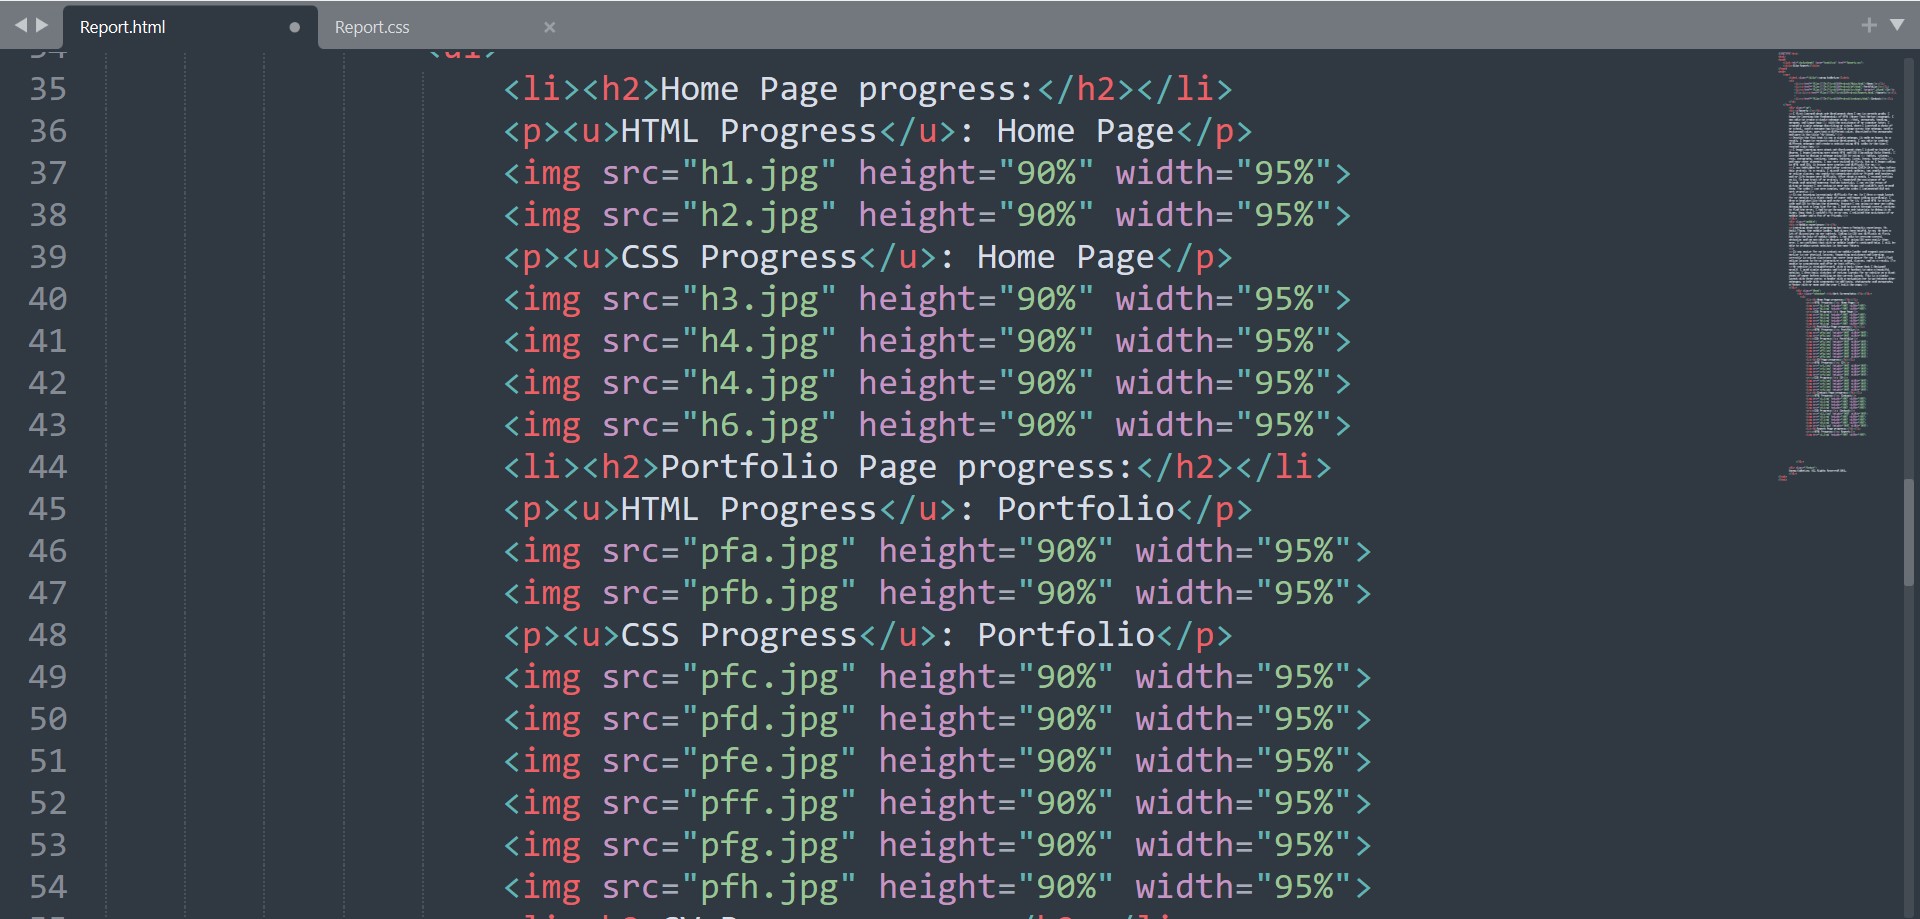 Report.html
Report.css
35 <li><h2>Home Page progress:</h2></li>
36 <p><u>HTML Progress</u>: Home Page</p>
37 <img src="h1.jpg" height="90%" width="95%">
38 <img src="h2.jpg" height="90%" width="95%">
39 <p><u>CSS Progress</u>: Home Page</p>
40 <img src="h3.jpg" height="90%" width="95%">
41 <img src="h4.jpg" height="90%" width="95%">
42 <img src="h4.jpg" height="90%" width="95%">
43 <img src="h6.jpg" height="90%" width="95%">
44 <li><h2>Portfolio Page progress:</h2></li>
45 <p><u>HTML Progress</u>: Portfolio</p>
46 <img src="pfa.jpg" height="90%" width="95%">
47 <img src="pfb.jpg" height="90%" width="95%">
48 <p><u>CSS Progress</u>: Portfolio</p>
49 <img src="pfc.jpg" height="90%" width="95%">
50 <img src="pfd.jpg" height="90%" width="95%">
51 <img src="pfe.jpg" height="90%" width="95%">
52 <img src="pff.jpg" height="90%" width="95%">
53 <img src="pfg.jpg" height="90%" width="95%">
54 <img src="pfh.jpg" height="90%" width="95%">